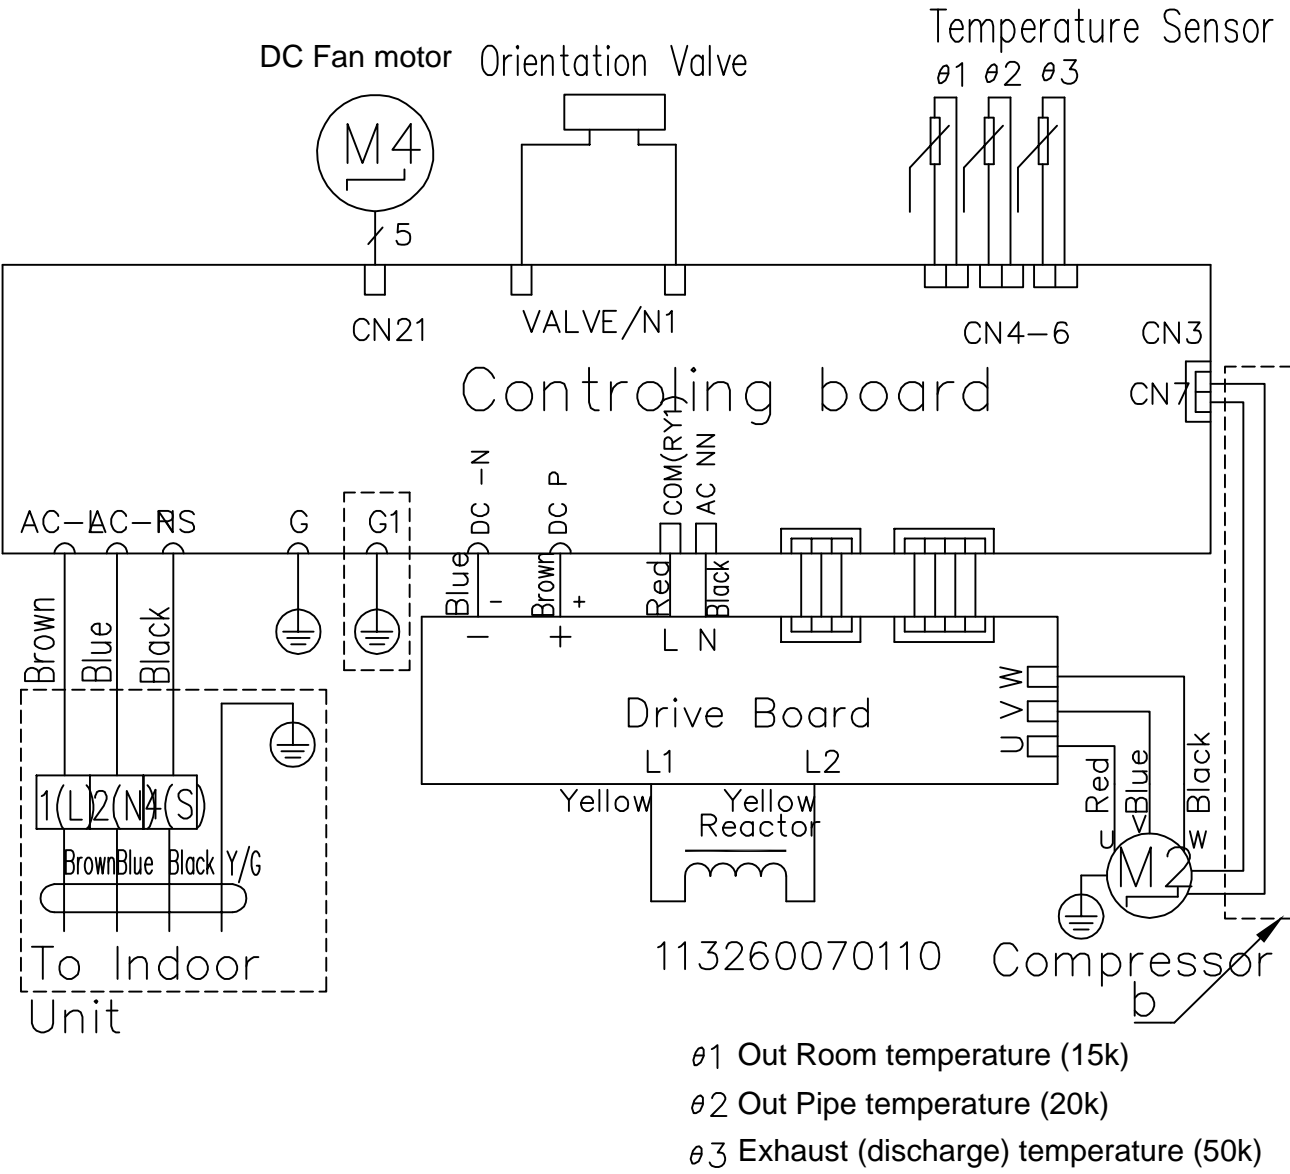 Temperature Sensor
DC Fan motor
Orientation Valve
θ1 θ2 θ3
M4
5
CN21
VALVE/N1
CN4-6
CN3
Controling board
CN7
COM(RY1)
AC NN
DC -N
DC P
AC-L
AC-N
S
G
G1
Blue
-
Brown
+
Red
Black
Brown
Blue
Black
−
+
L
N
W
V
U
Drive Board
L1
L2
1(L)
2(N)
4(S)
Yellow
Yellow
Reactor
Red
Blue
Black
U
V
W
Brown
Blue
Black
Y/G
M2
To Indoor
Unit
113260070110
Compressor
b
θ1 Out Room temperature (15k)
θ2 Out Pipe temperature (20k)
θ3 Exhaust (discharge) temperature (50k)